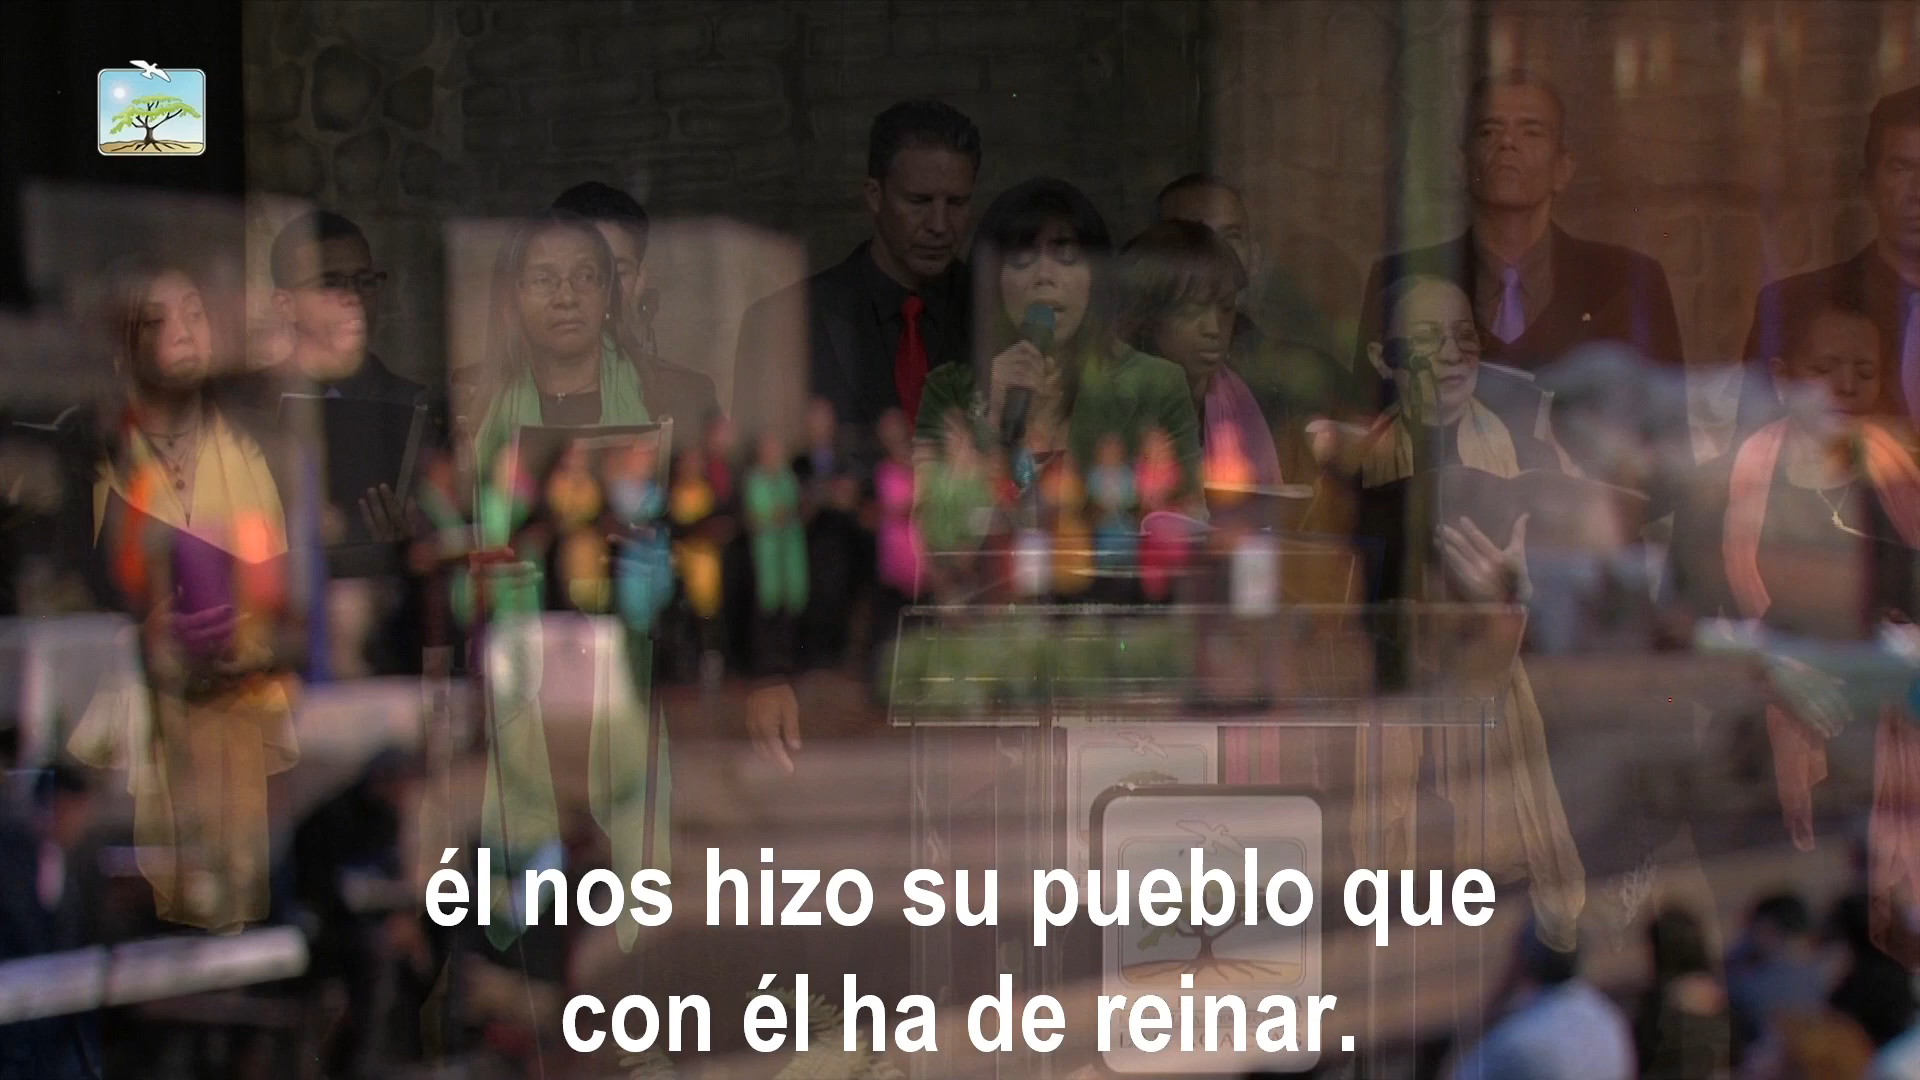 él nos hizo su pueblo que
con él ha de reinar.